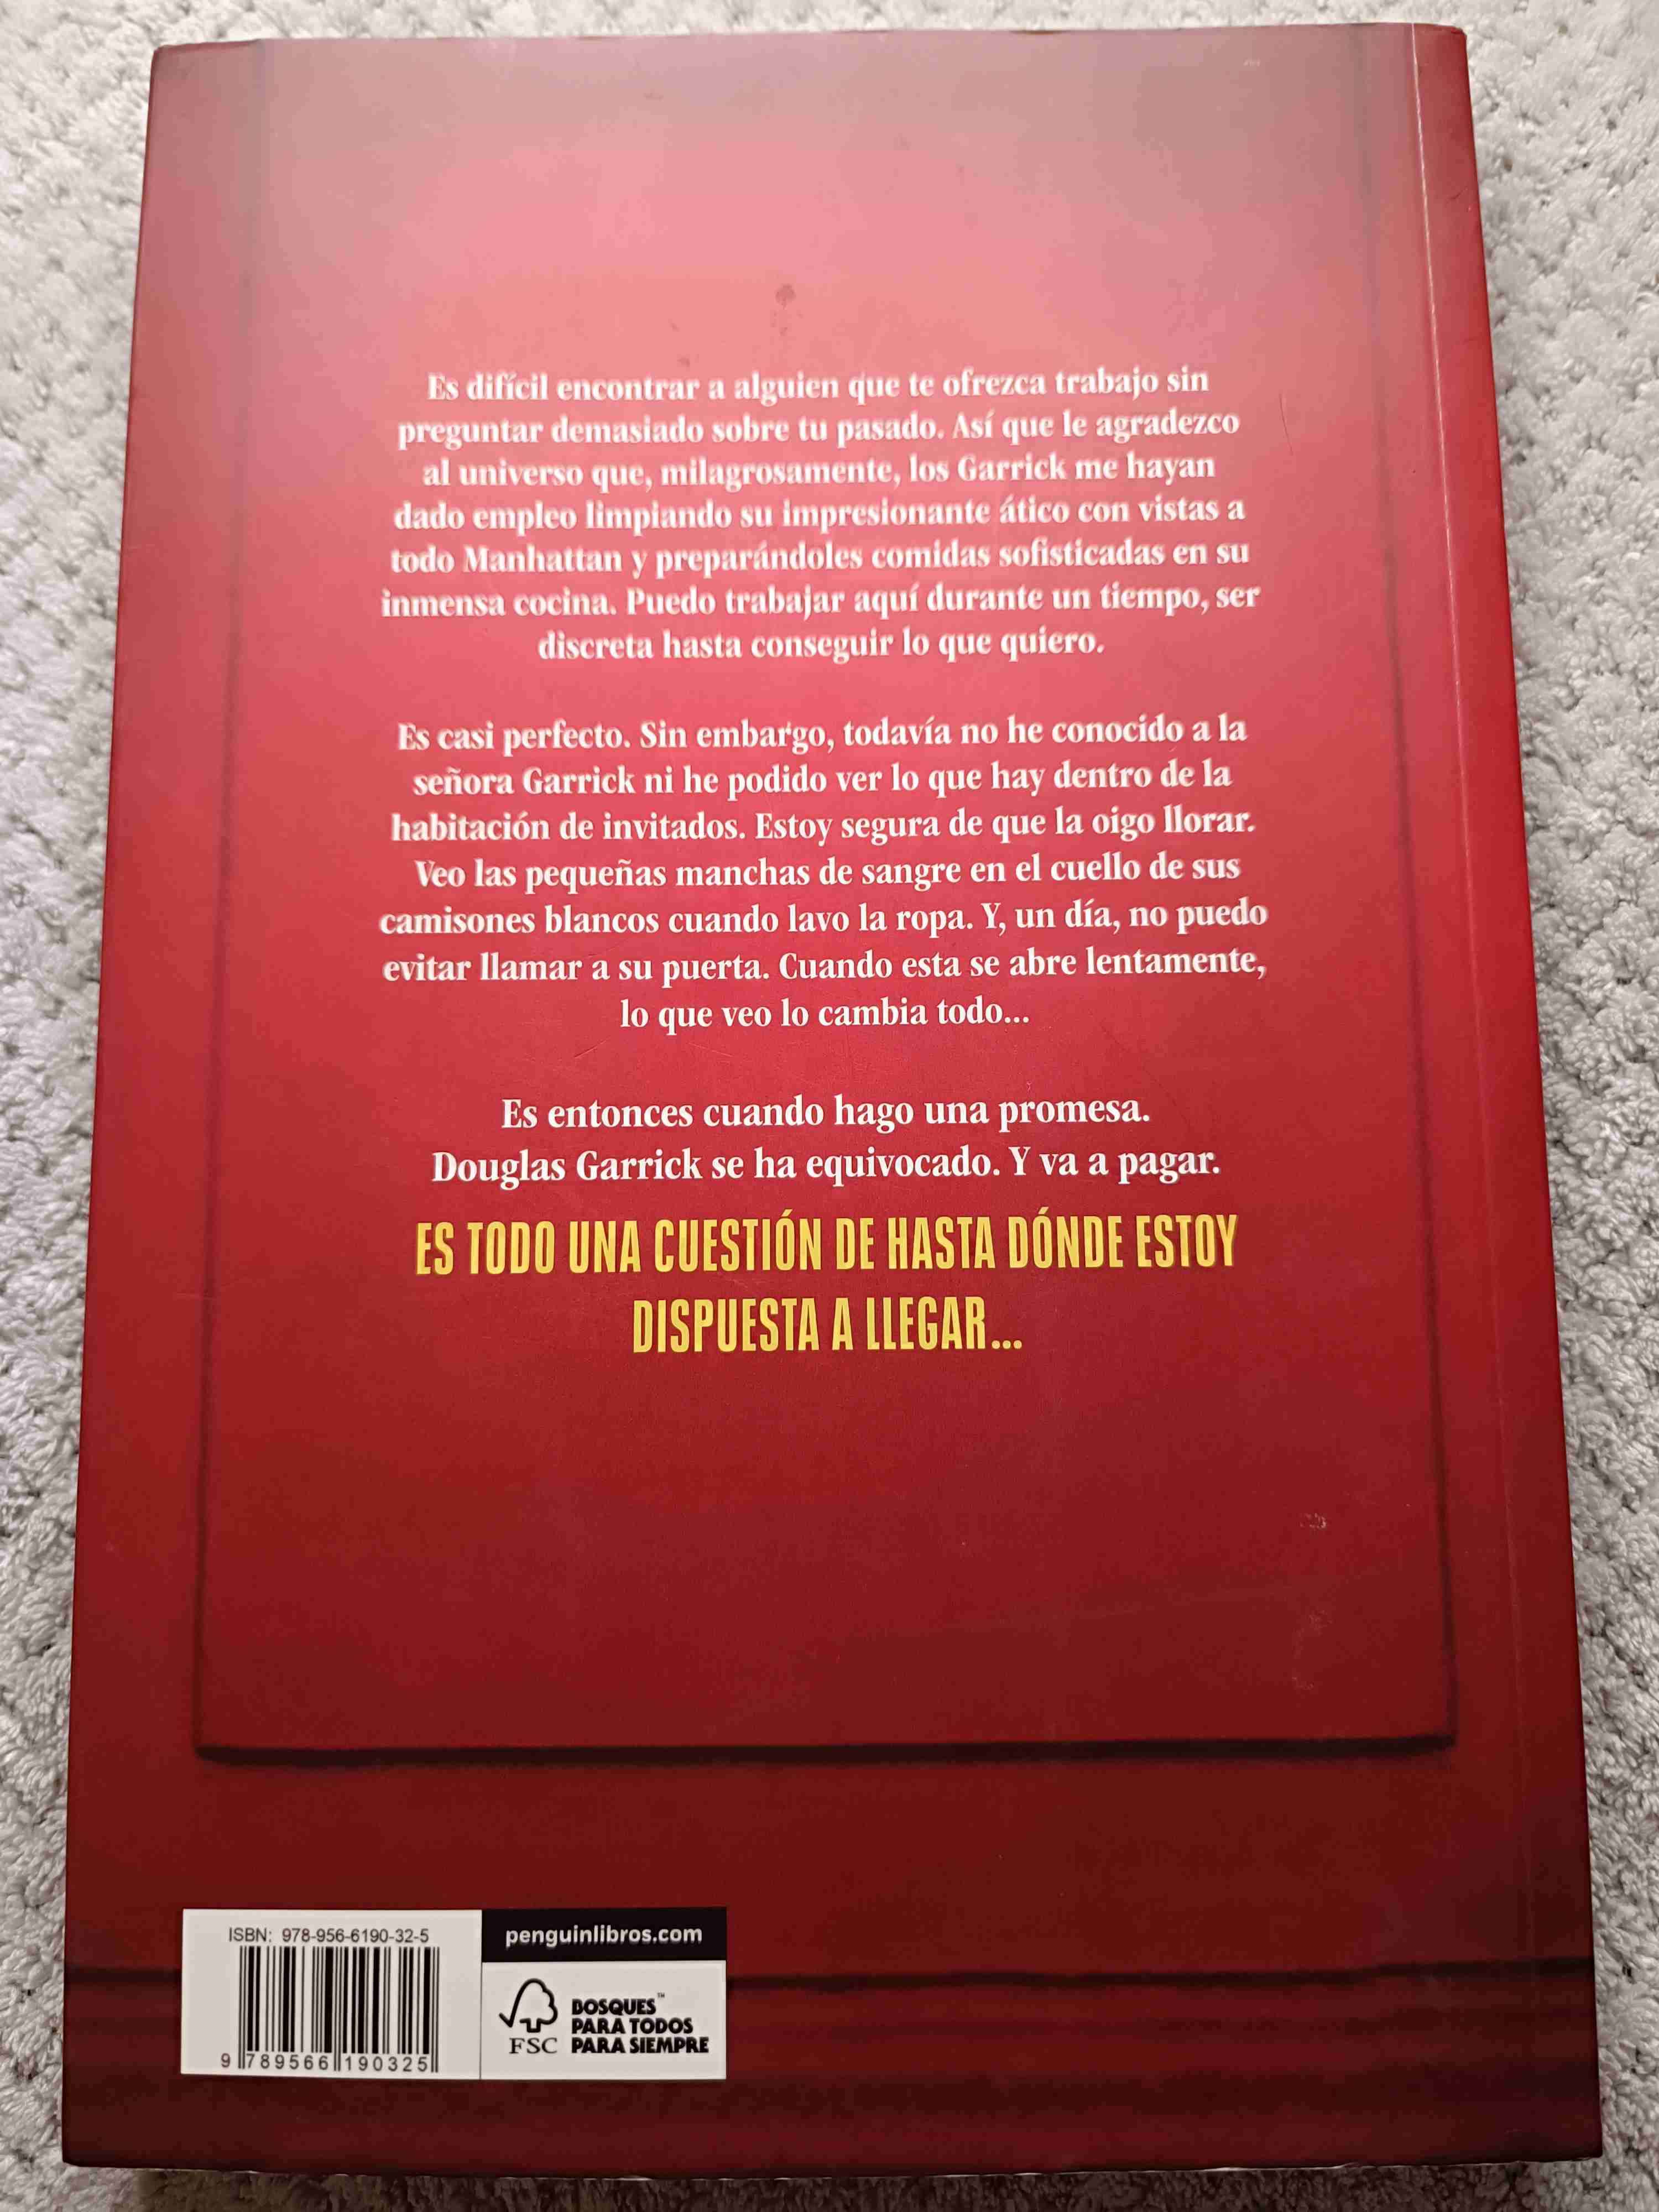 Es difícil encontrar a alguien que te ofrezca trabajo sin
preguntar demasiado sobre tu pasado. Así que le agradezco
al universo que, milagrosamente, los Garrick me hayan
dado empleo limpiando su impresionante ático con vistas a
todo Manhattan y preparándoles comidas sofisticadas en su
inmensa cocina. Puedo trabajar aquí durante un tiempo, ser
discreta hasta conseguir lo que quiero.
Es casi perfecto. Sin embargo, todavía no he conocido a la
señora Garrick ni he podido ver lo que hay dentro de la
habitación de invitados. Estoy segura de que la oigo llorar.
Veo las pequeñas manchas de sangre en el cuello de sus
camisones blancos cuando lavo la ropa. Y, un día, no puedo
evitar llamar a su puerta. Cuando esta se abre lentamente,
lo que veo lo cambia todo...
Es entonces cuando hago una promesa.
Douglas Garrick se ha equivocado. Y va a pagar.
ES TODO UNA CUESTIÓN DE HASTA DÓNDE ESTOY
DISPUESTA A LLEGAR...
ISBN: 978-956-6190-32-5
9 789566 190325
penguinlibros.com
FSC
BOSQUES™
PARA TODOS
PARA SIEMPRE